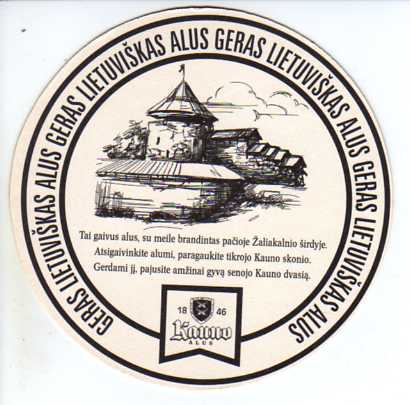 GERAS LIETUVIŠKAS ALUS GERAS LIETUVIŠKAS ALUS GERAS LIETUVIŠKAS ALUS GERAS LIETUVIŠKAS ALUS
Tai gaivus alus, su meile brandintas pačioje Žaliakalnio širdyje.
Atsigaivinkite alumi, paragaukite tikrojo Kauno skonio.
Gerdami jį, pajusite amžinai gyvą senojo Kauno dvasią.
18 46
Kauno
ALUS